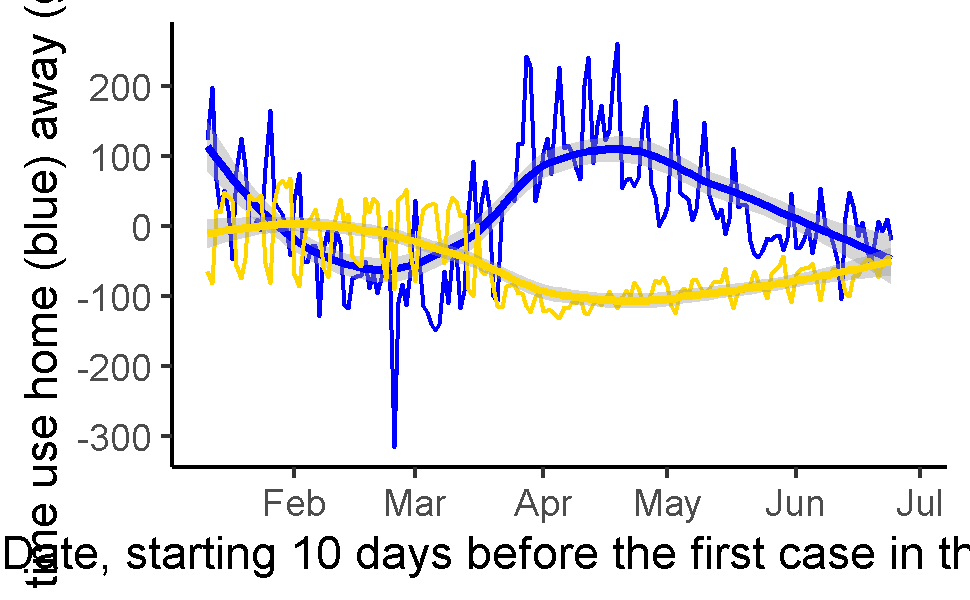 time use home (blue) away (
200
100
0
-100
-200
-300
Feb Mar Apr May Jun Jul
Date, starting 10 days before the first case in th